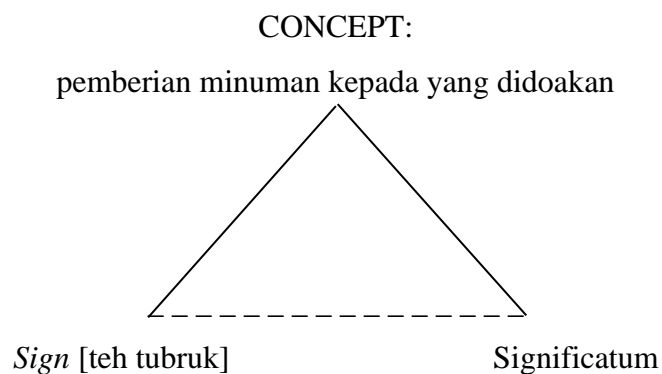 CONCEPT:
pemberian minuman kepada yang didoakan
Sign [teh tubruk] Significatum